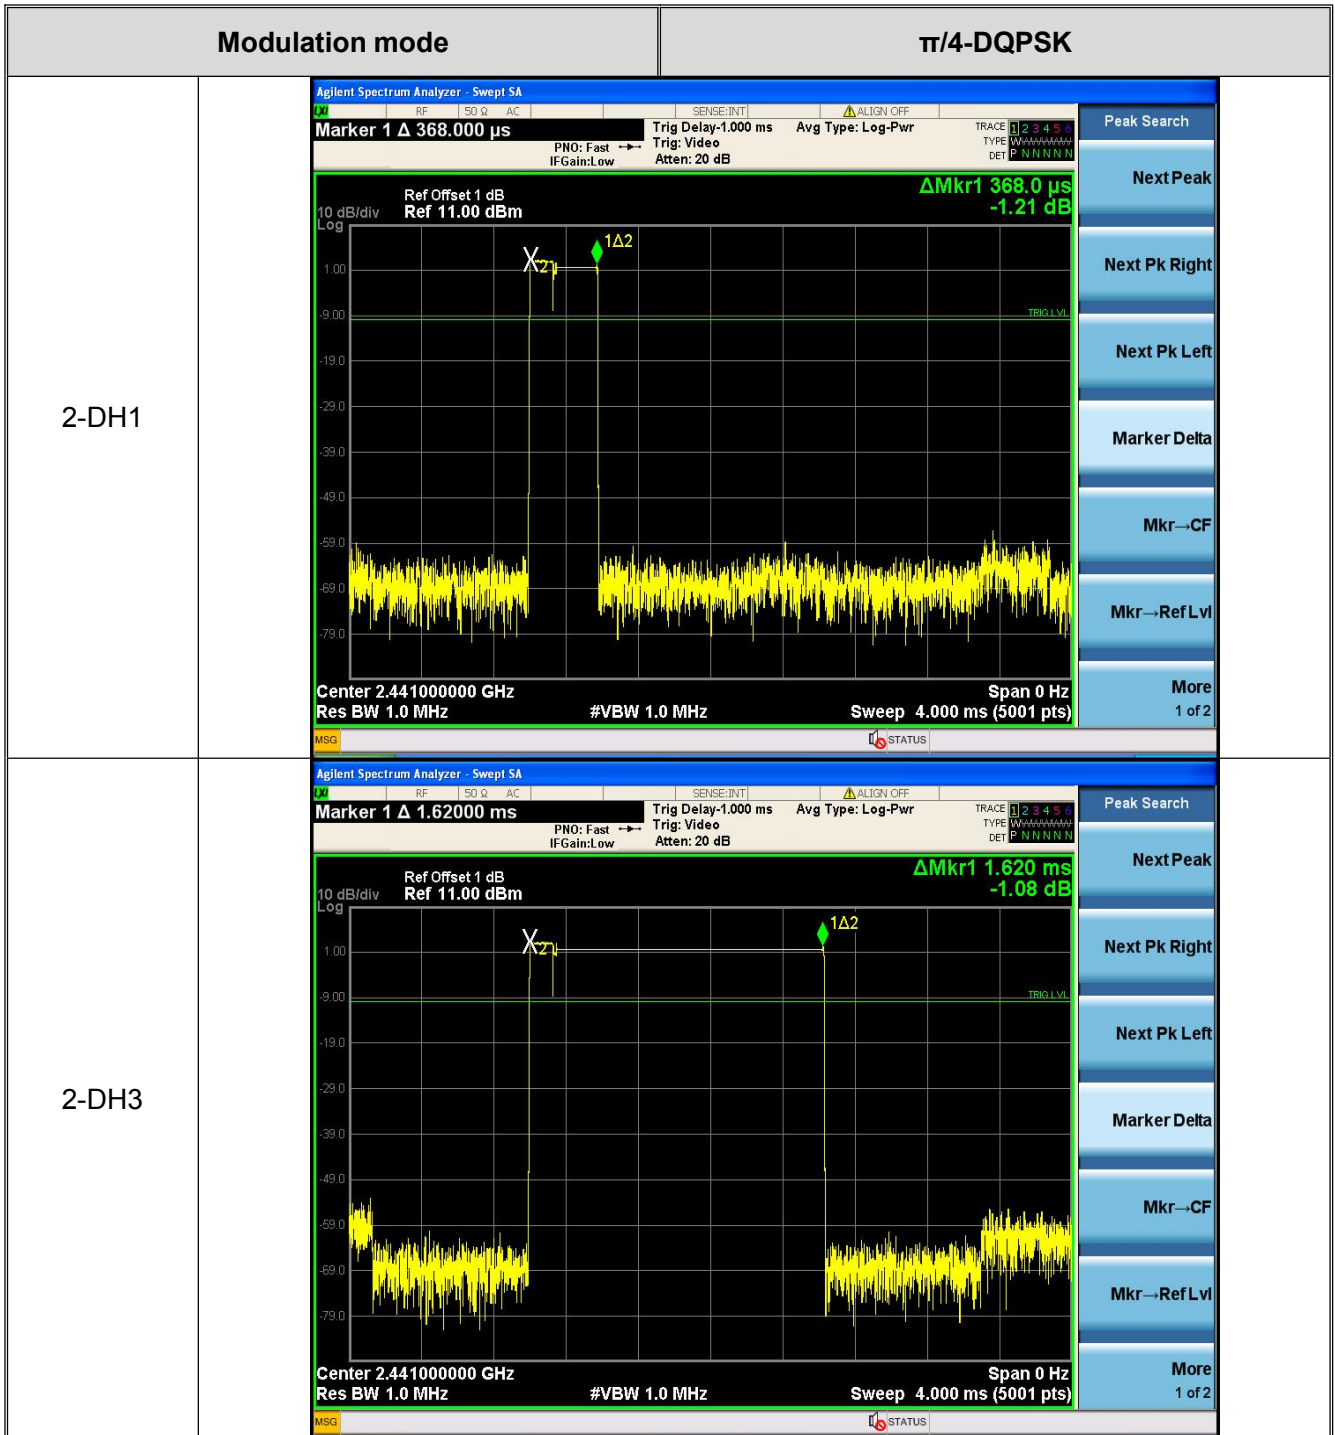 Modulation mode π/4-DQPSK
2-DH1
Agilent Spectrum Analyzer - Swept SA
LXI RF 50 Ω AC SENSE:INT ALIGN OFF
Marker 1 Δ 368.000 µs
PNO: Fast
IFGain:Low
Trig Delay-1.000 ms
Trig: Video
Atten: 20 dB
Avg Type: Log-Pwr
TRACE 1 2 3 4 5 6
TYPE WWWWWW
DET P N N N N N
Ref Offset 1 dB
10 dB/div Ref 11.00 dBm
Log
ΔMkr1 368.0 µs
-1.21 dB
X2
1Δ2
1.00
-9.00
TRIG LVL
-19.0
-29.0
-39.0
-49.0
-59.0
-69.0
-79.0
Center 2.441000000 GHz Span 0 Hz
Res BW 1.0 MHz #VBW 1.0 MHz Sweep 4.000 ms (5001 pts)
MSG STATUS
Peak Search
Next Peak
Next Pk Right
Next Pk Left
Marker Delta
Mkr→CF
Mkr→Ref Lvl
More
1 of 2
2-DH3
Agilent Spectrum Analyzer - Swept SA
LXI RF 50 Ω AC SENSE:INT ALIGN OFF
Marker 1 Δ 1.62000 ms
PNO: Fast
IFGain:Low
Trig Delay-1.000 ms
Trig: Video
Atten: 20 dB
Avg Type: Log-Pwr
TRACE 1 2 3 4 5 6
TYPE WWWWWW
DET P N N N N N
Ref Offset 1 dB
10 dB/div Ref 11.00 dBm
Log
ΔMkr1 1.620 ms
-1.08 dB
X2
1Δ2
1.00
-9.00
TRIG LVL
-19.0
-29.0
-39.0
-49.0
-59.0
-69.0
-79.0
Center 2.441000000 GHz Span 0 Hz
Res BW 1.0 MHz #VBW 1.0 MHz Sweep 4.000 ms (5001 pts)
MSG STATUS
Peak Search
Next Peak
Next Pk Right
Next Pk Left
Marker Delta
Mkr→CF
Mkr→Ref Lvl
More
1 of 2